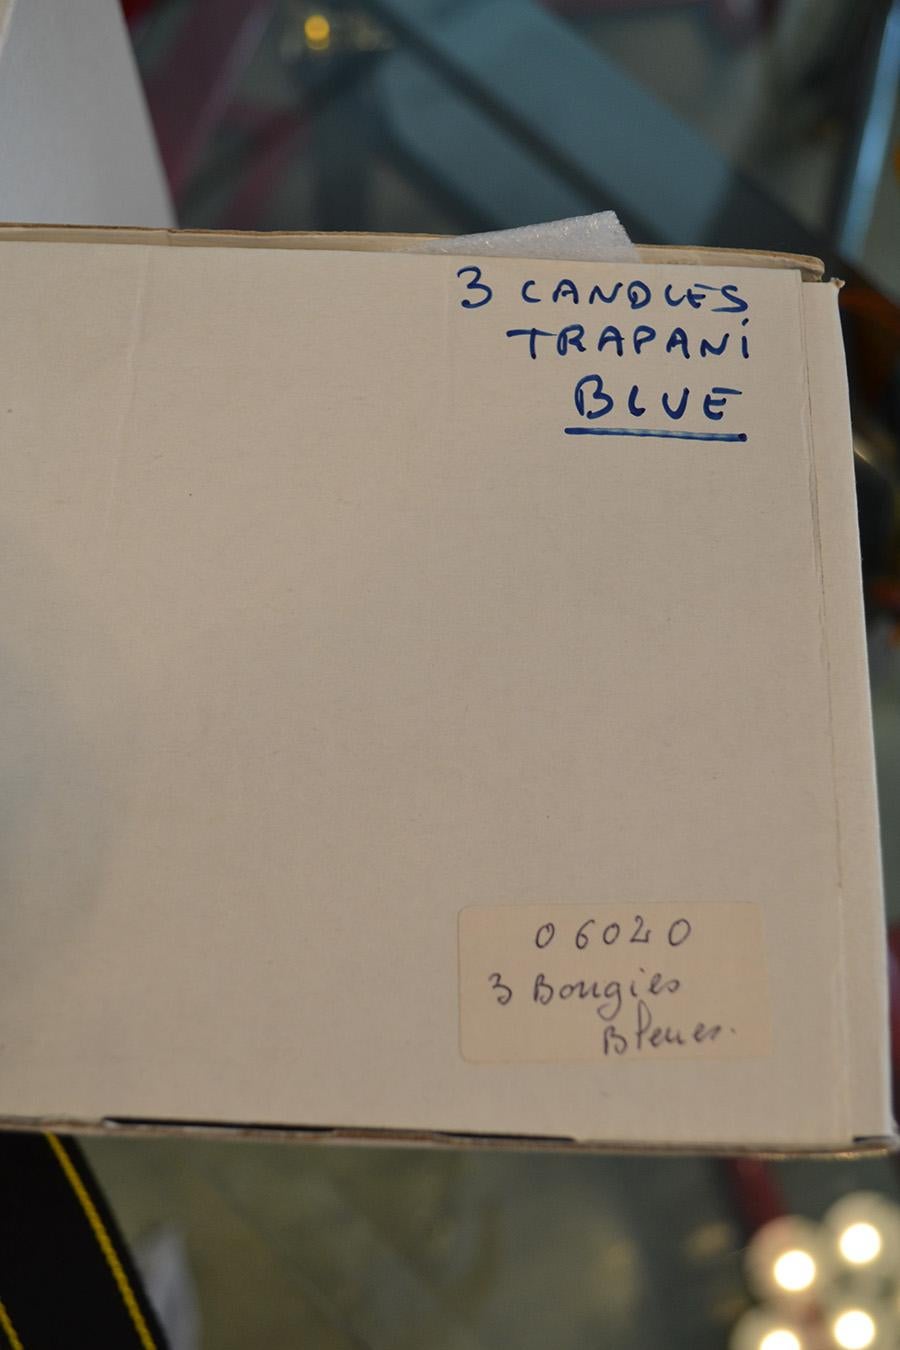 3 CANDLES
TRAPANI
BLUE
06020
3 Bougies
Bleues.